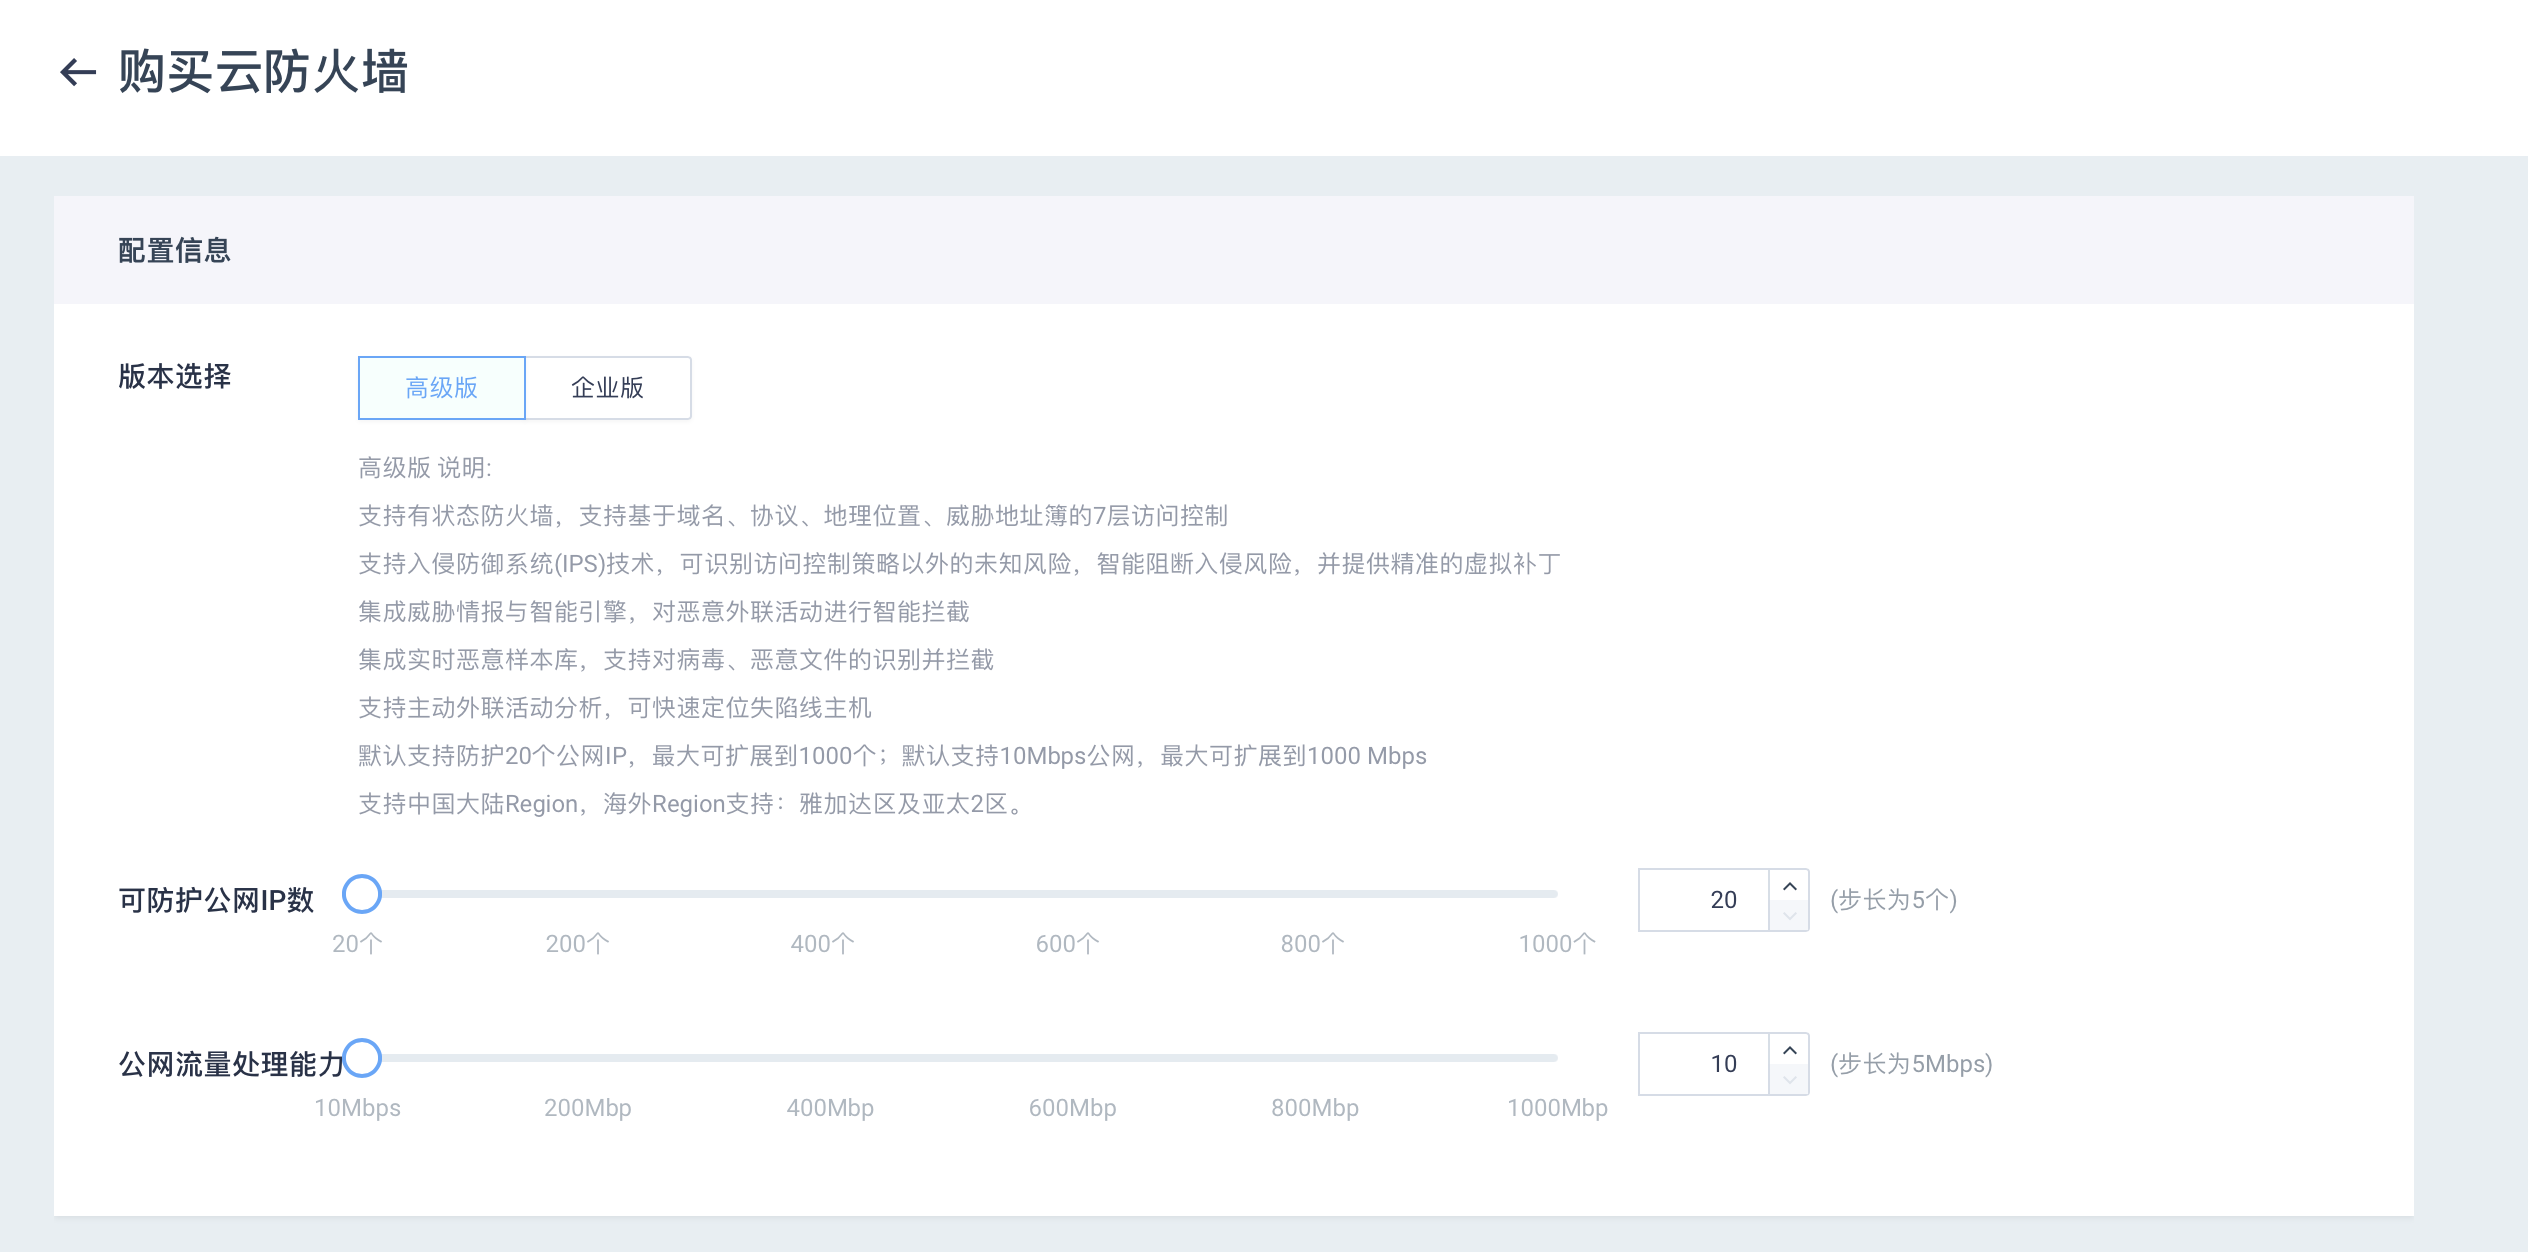 购买云防火墙
配置信息
版本选择
高级版 企业版
高级版 说明:
支持有状态防火墙，支持基于域名、协议、地理位置、威胁地址簿的7层访问控制
支持入侵防御系统(IPS)技术，可识别访问控制策略以外的未知风险，智能阻断入侵风险，并提供精准的虚拟补丁
集成威胁情报与智能引擎，对恶意外联活动进行智能拦截
集成实时恶意样本库，支持对病毒、恶意文件的识别并拦截
支持主动外联活动分析，可快速定位失陷线主机
默认支持防护20个公网IP，最大可扩展到1000个；默认支持10Mbps公网，最大可扩展到1000 Mbps
支持中国大陆Region，海外Region支持：雅加达区及亚太2区。
可防护公网IP数 20 (步长为5个)
20个 200个 400个 600个 800个 1000个
公网流量处理能力 10 (步长为5Mbps)
10Mbps 200Mbp 400Mbp 600Mbp 800Mbp 1000Mbp